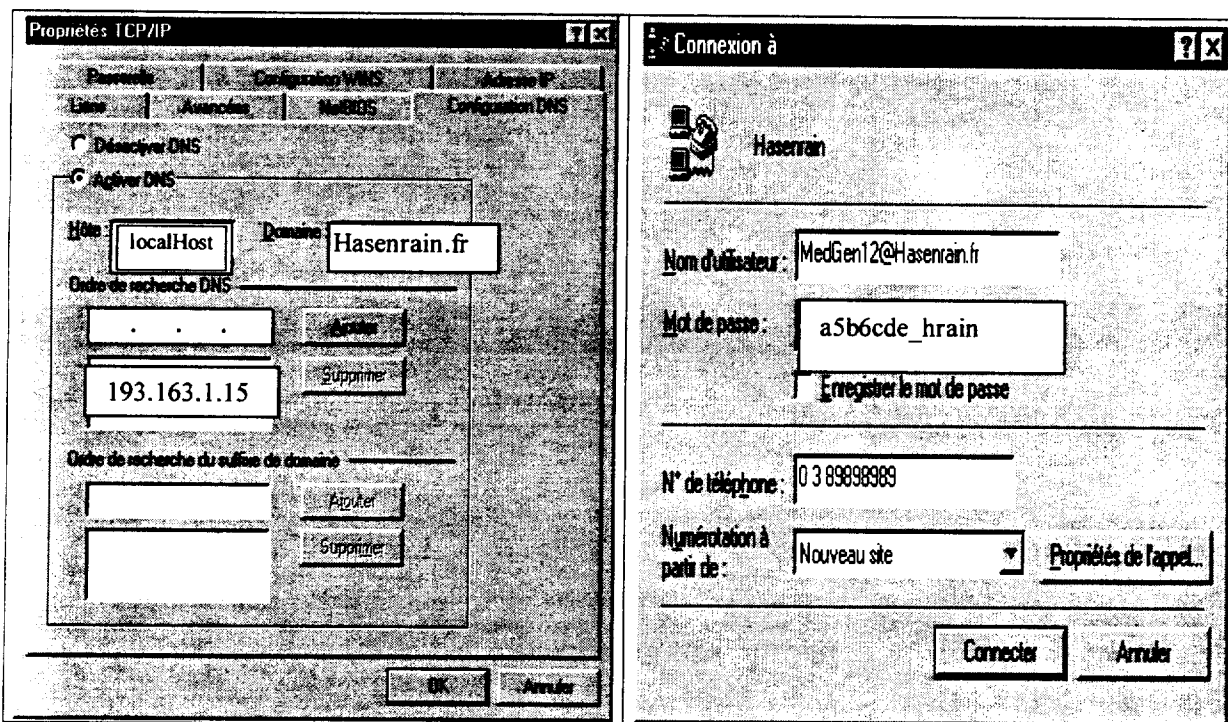 Propriétés TCP/IP
Passerelle Configuration WINS Adresse IP
Liens Avancées NetBIOS Configuration DNS
Désactiver DNS
Activer DNS
Hôte : localHost Domaine : Hasenrain.fr
Ordre de recherche DNS
. . .
Ajouter
193.163.1.15
Supprimer
Ordre de recherche du suffixe de domaine
Ajouter
Supprimer
OK Annuler
Connexion à
Hasenrain
Nom d'utilisateur : MedGen12@Hasenrain.fr
Mot de passe : a5b6cde_hrain
Enregistrer le mot de passe
N° de téléphone : 0 3 89898989
Numérotation à
partir de : Nouveau site Propriétés de l'appel...
Connecter Annuler